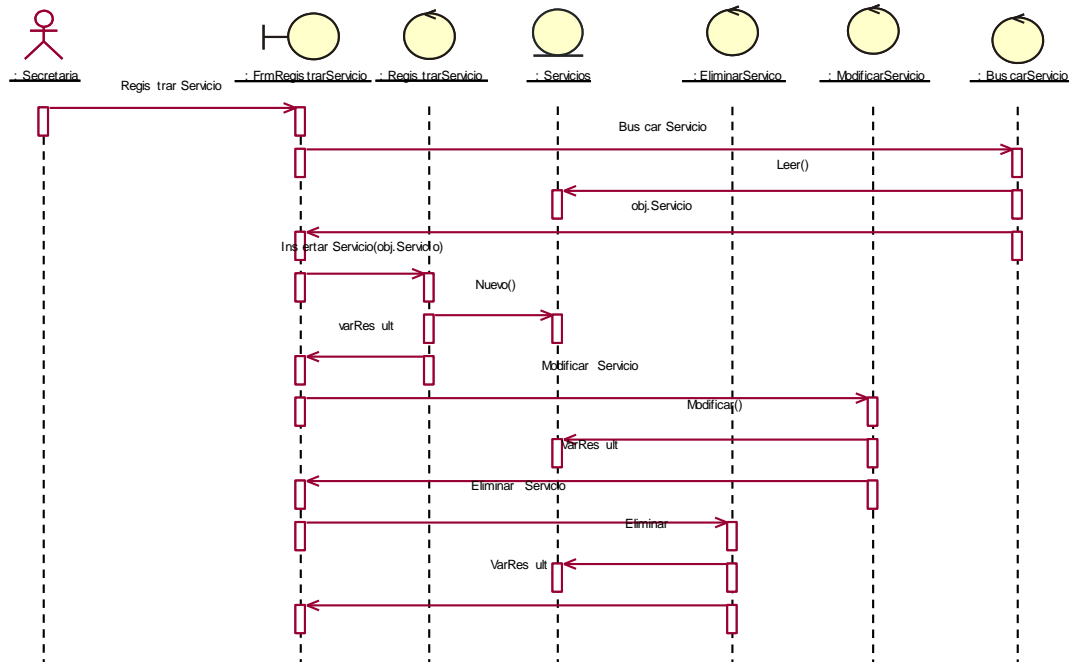 : Secretaria
: FrmRegis trarServicio
: Regis trarServicio
: Servicios
: EliminarServico
: ModificarServicio
: Bus carServicio
Regis trar Servicio
Bus car Servicio
Leer()
obj.Servicio
Ins ertar Servicio(obj.Servicio)
Nuevo()
varRes ult
Modificar Servicio
Modificar()
VarRes ult
Eliminar Servicio
Eliminar
VarRes ult